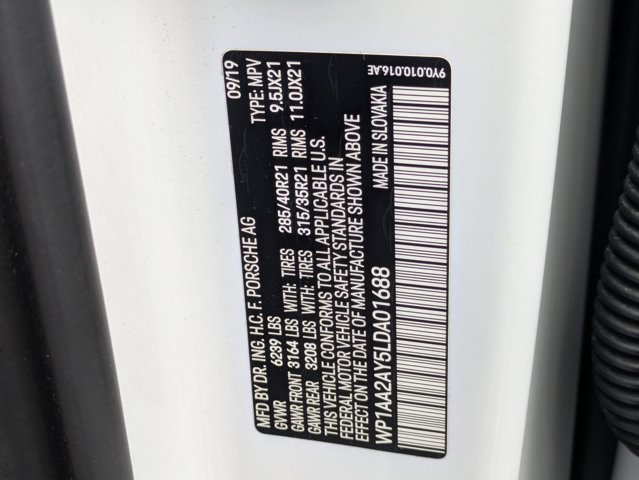 MFD BY DR. ING. H.C. F. PORSCHE AG 09/19
GVWR 6239 LBS TYPE: MPV
GAWR FRONT 3164 LBS WITH: TIRES 285/40R21 RIMS 9.5JX21
GAWR REAR 3208 LBS WITH: TIRES 315/35R21 RIMS 11.0JX21
THIS VEHICLE CONFORMS TO ALL APPLICABLE U.S.
FEDERAL MOTOR VEHICLE SAFETY STANDARDS IN
EFFECT ON THE DATE OF MANUFACTURE SHOWN ABOVE
WP1AA2AY5LDA01688 MADE IN SLOVAKIA
9Y0.010.016.AE